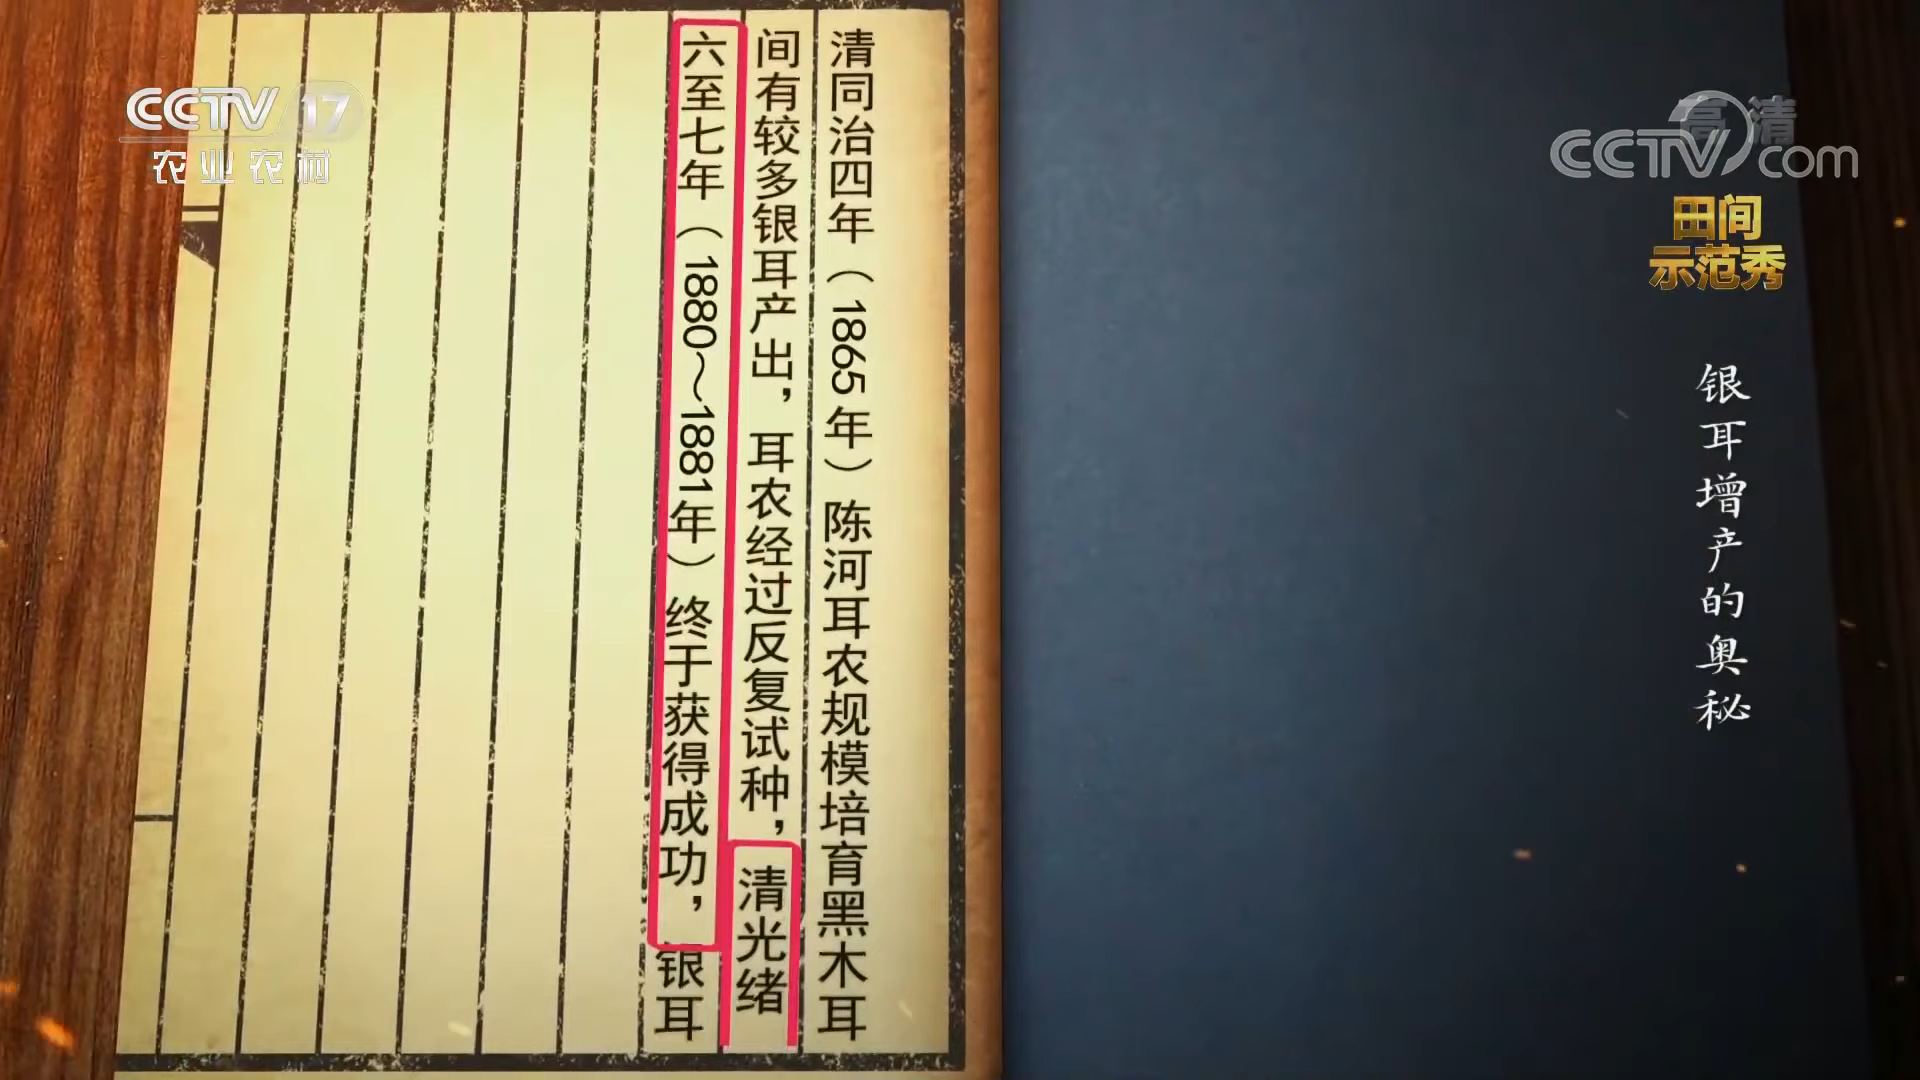 CCTV 17
农业农村
高清
CCTV com
田间
示范秀
银耳增产的奥秘
清同治四年（1865年）陈河耳农规模培育黑木耳
间有较多银耳产出，耳农经过反复试种，清光绪
六至七年（1880～1881年）终于获得成功，银耳